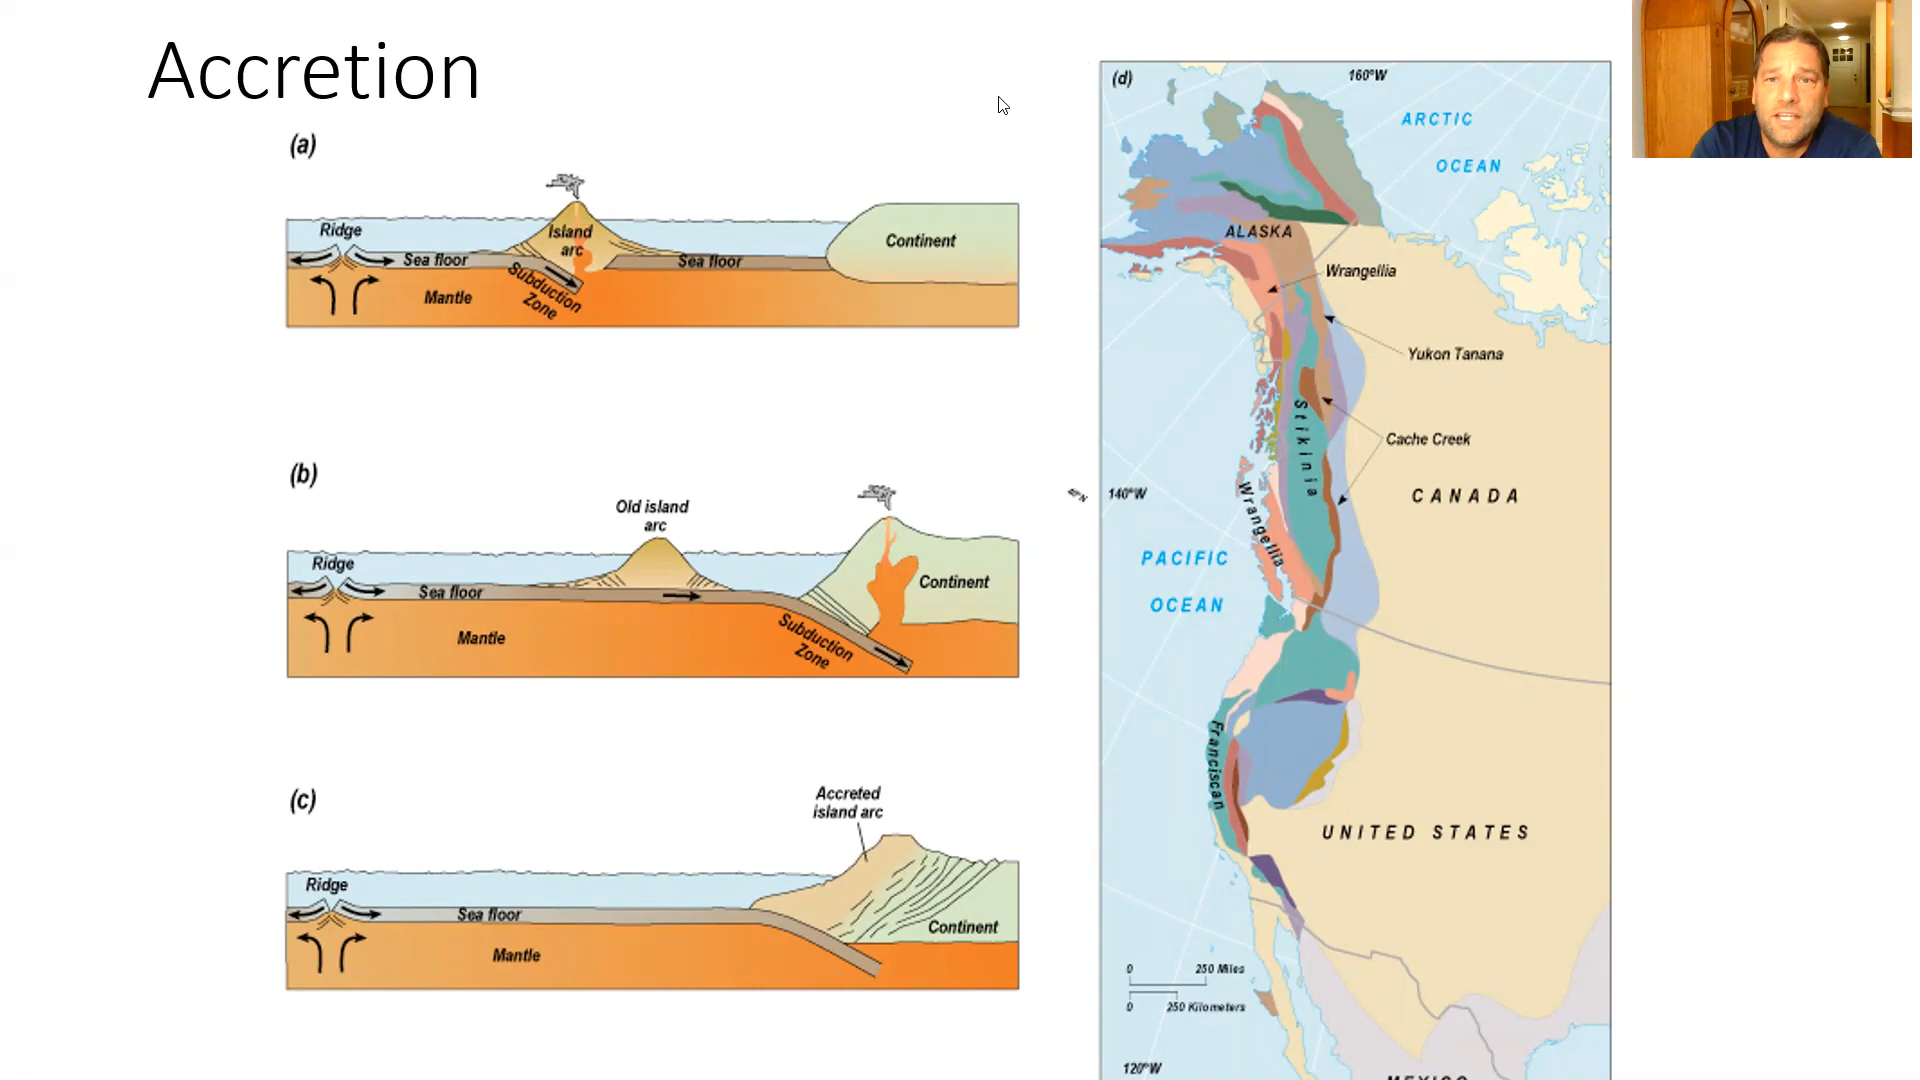 Accretion
(a)
Ridge
Island
arc
Sea floor
Sea floor
Continent
Mantle
Subduction
Zone
(b)
Old island
arc
Ridge
Sea floor
Continent
Mantle
Subduction
Zone
(c)
Accreted
island arc
Ridge
Sea floor
Continent
Mantle
(d)
160°W
ARCTIC
OCEAN
ALASKA
Wrangellia
Yukon Tanana
Stikinia
Cache Creek
140°W
Wrangellia
CANADA
PACIFIC
OCEAN
Franciscan
UNITED STATES
0 250 Miles
0 250 Kilometers
120°W
MEXICO